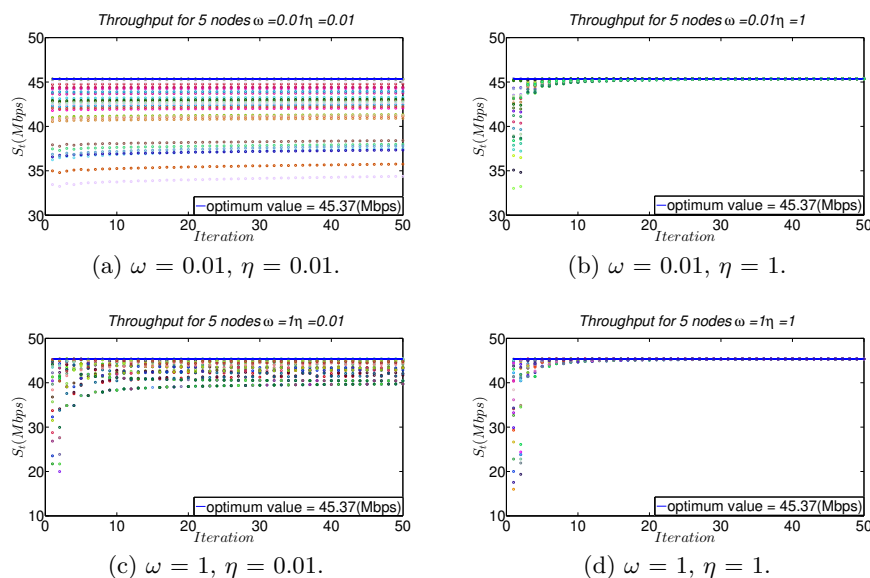 Throughput for 5 nodes ω =0.01η =0.01
50
45
40
35
30
0 10 20 30 40 50
S_t(Mbps)
Iteration
optimum value = 45.37(Mbps)
(a) ω = 0.01, η = 0.01.
Throughput for 5 nodes ω =0.01η =1
50
45
40
35
30
0 10 20 30 40 50
S_t(Mbps)
Iteration
optimum value = 45.37(Mbps)
(b) ω = 0.01, η = 1.
Throughput for 5 nodes ω =1η =0.01
50
40
30
20
10
0 10 20 30 40 50
S_t(Mbps)
Iteration
optimum value = 45.37(Mbps)
(c) ω = 1, η = 0.01.
Throughput for 5 nodes ω =1η =1
50
40
30
20
10
0 10 20 30 40 50
S_t(Mbps)
Iteration
optimum value = 45.37(Mbps)
(d) ω = 1, η = 1.